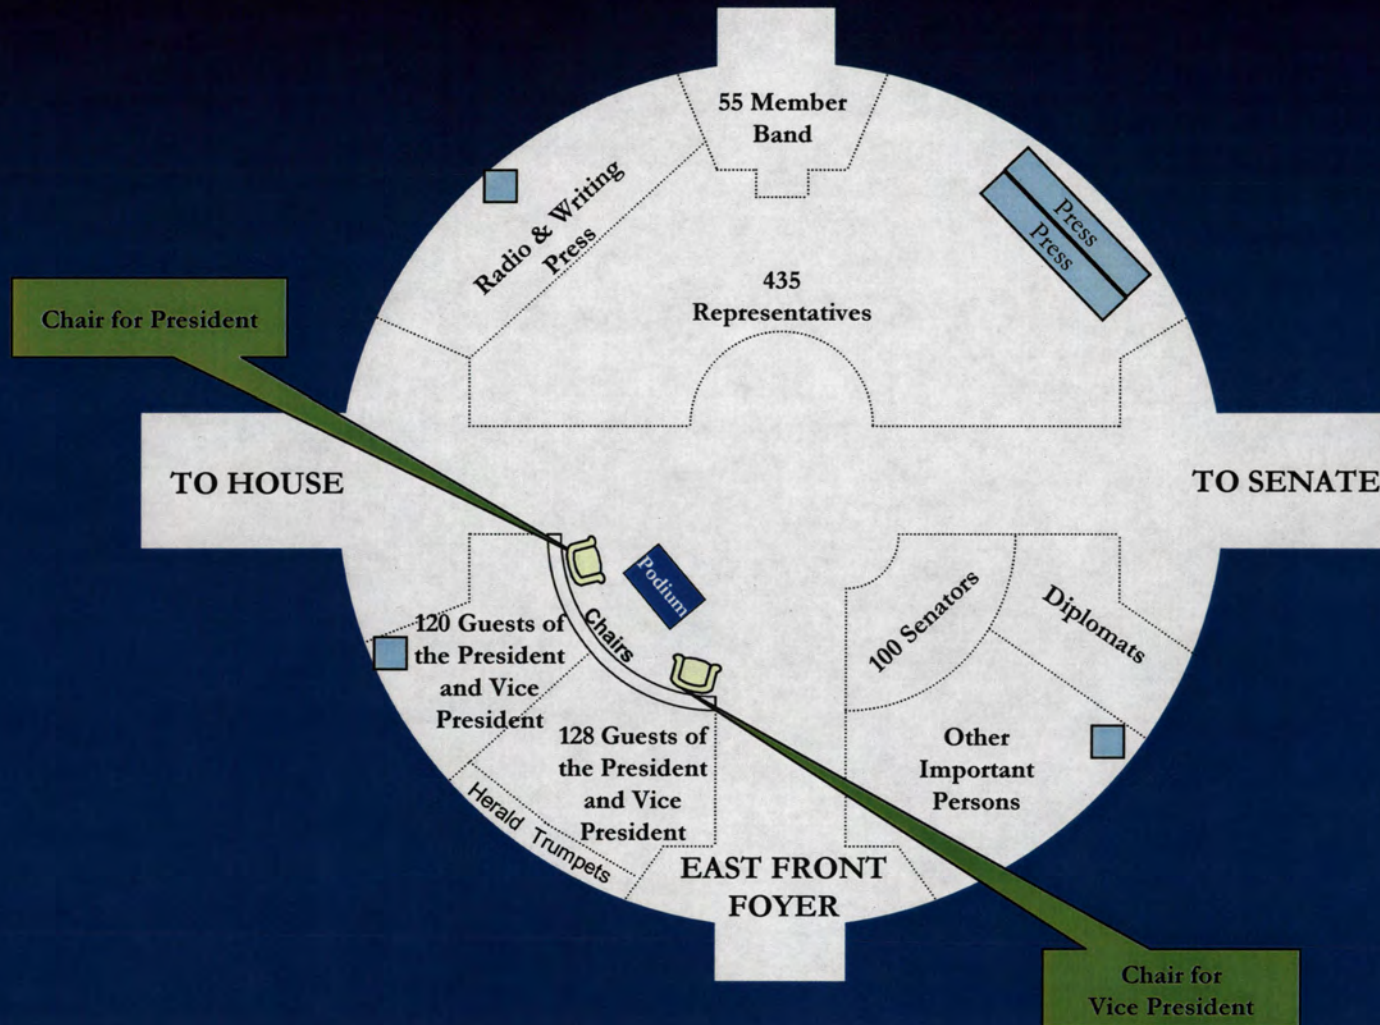 55 Member
Band
Radio & Writing
Press
Press
Press
435
Representatives
Chair for President
TO HOUSE
TO SENATE
Podium
Chairs
100 Senators
Diplomats
120 Guests of
the President
and Vice
President
128 Guests of
the President
and Vice
President
Other
Important
Persons
Herald Trumpets
EAST FRONT
FOYER
Chair for
Vice President